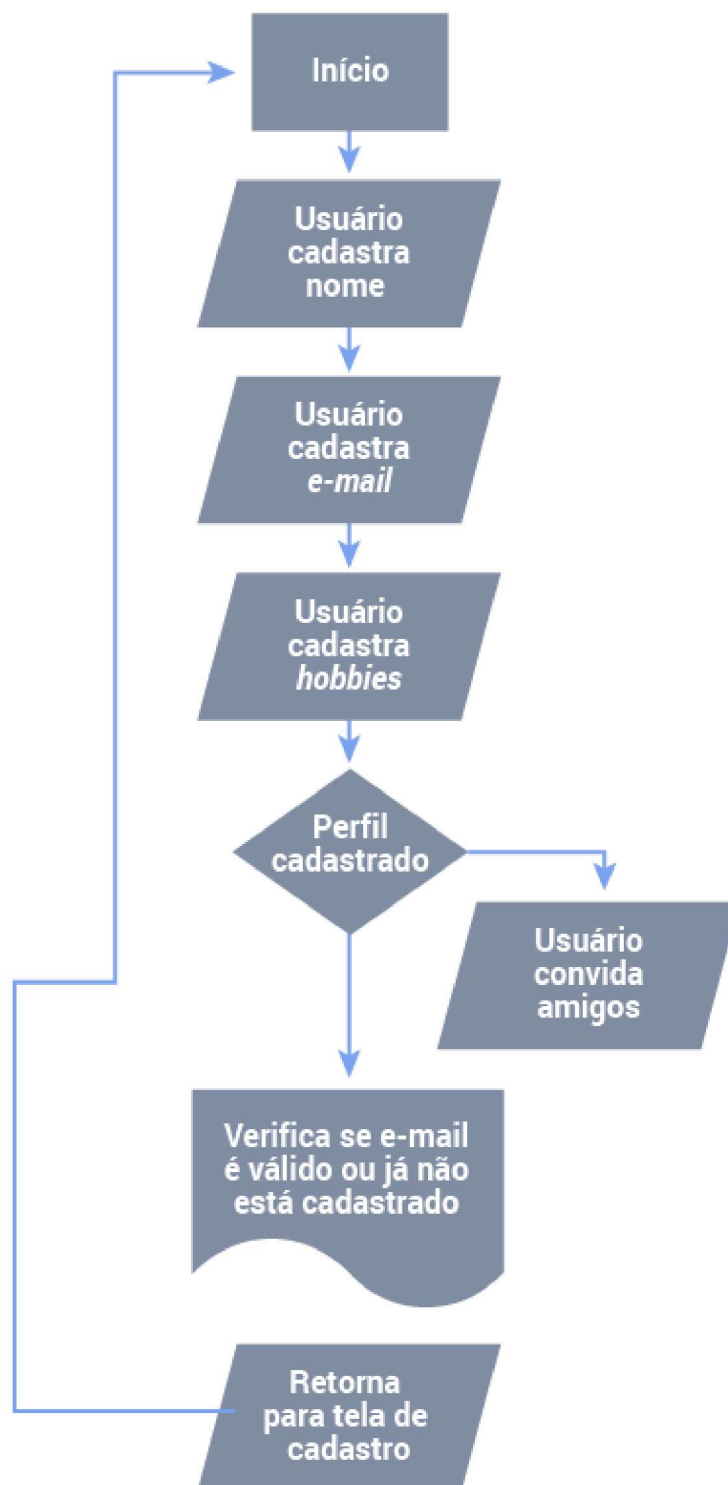 Início
Usuário
cadastra
nome
Usuário
cadastra
e-mail
Usuário
cadastra
hobbies
Perfil
cadastrado
Usuário
convida
amigos
Verifica se e-mail
é válido ou já não
está cadastrado
Retorna
para tela de
cadastro